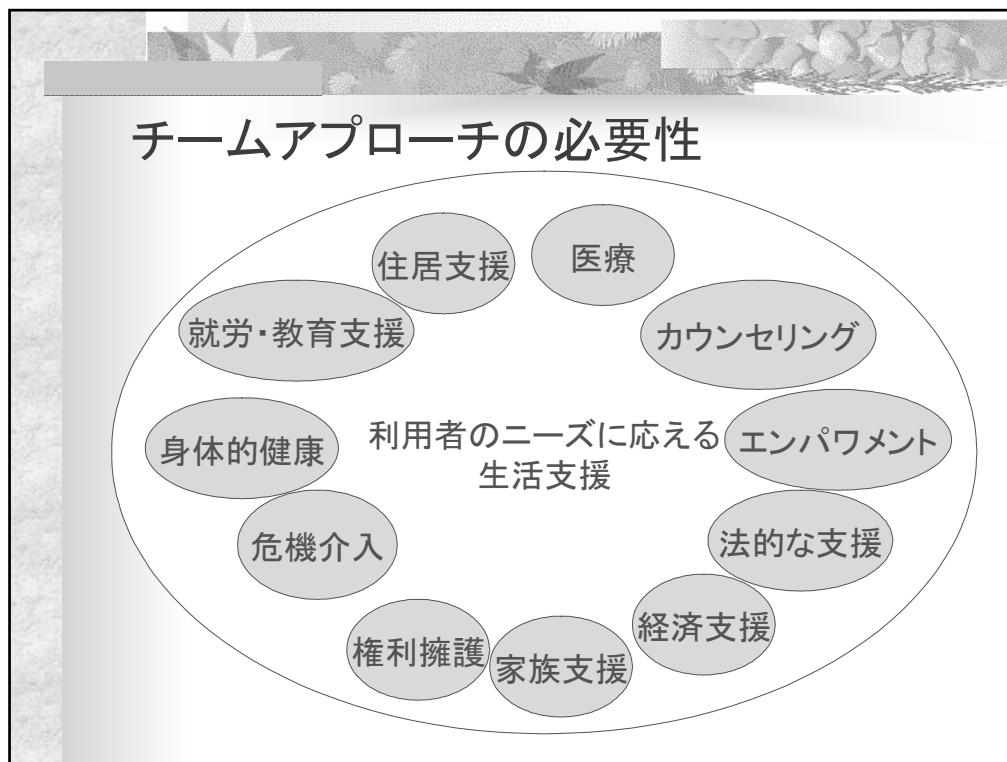 チームアプローチの必要性
住居支援
医療
就労・教育支援
カウンセリング
身体的健康
利用者のニーズに応える
生活支援
エンパワメント
危機介入
法的な支援
権利擁護
家族支援
経済支援